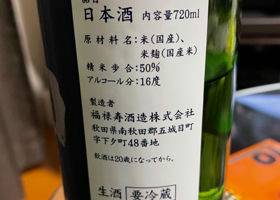 品目
日本酒 内容量720ml
原材料名:米(国産)、
米麹(国産米)
精米歩合:50%
アルコール分:16度
製造者
福禄寿酒造株式会社
秋田県南秋田郡五城目町
字下夕町48番地
飲酒は20歳になってから。
生酒 要冷蔵